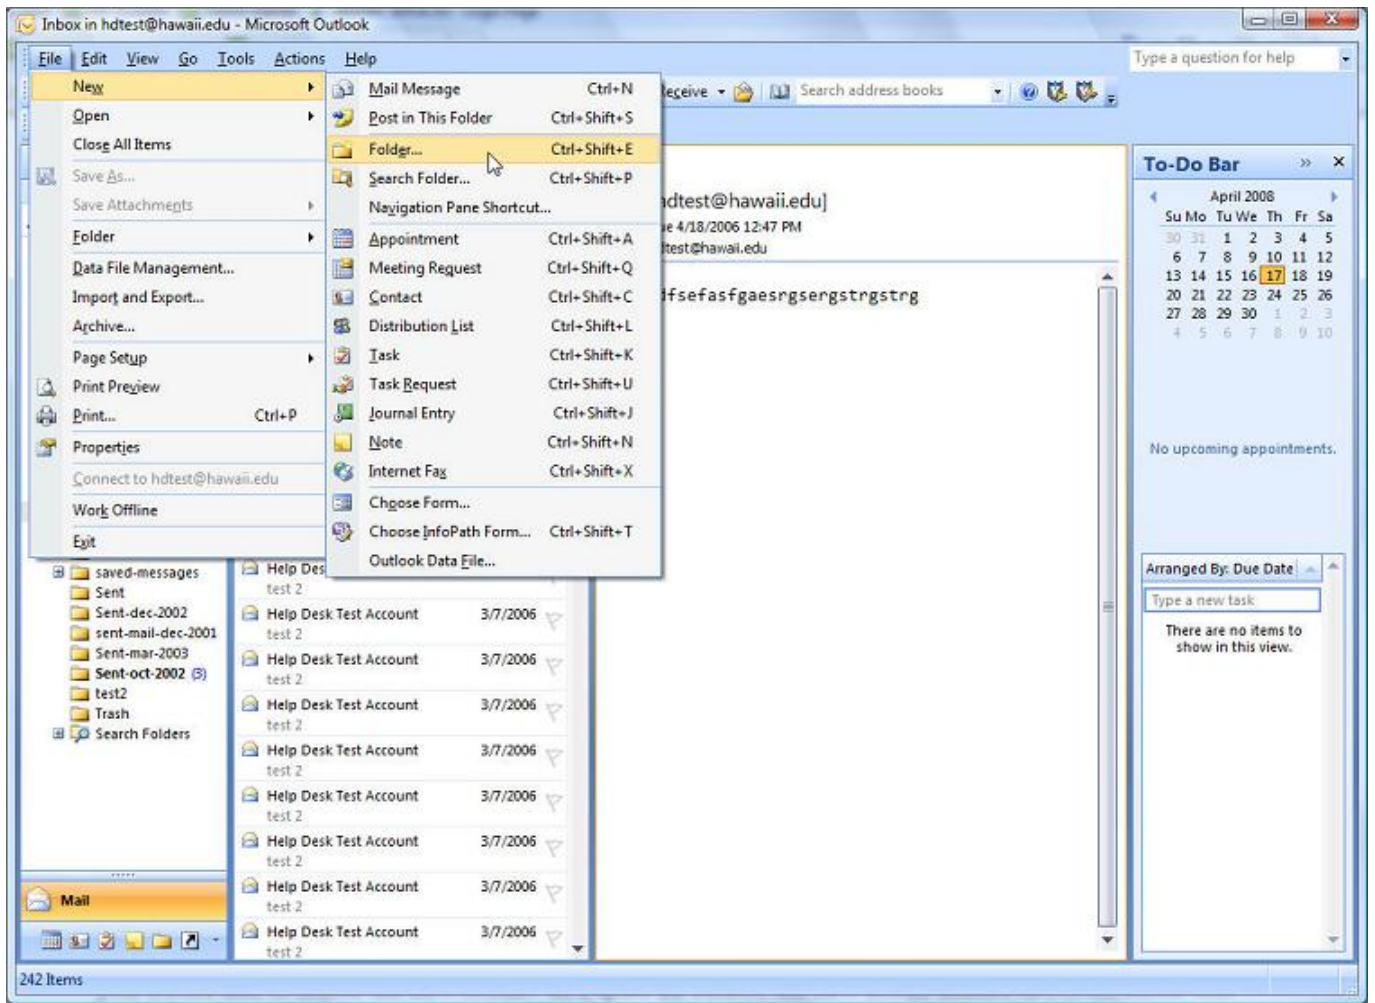 Inbox in hdtest@hawaii.edu - Microsoft Outlook
File Edit View Go Tools Actions Help
Type a question for help
New
Open
Close All Items
Save As...
Save Attachments
Folder
Data File Management...
Import and Export...
Archive...
Page Setup
Print Preview
Print... Ctrl+P
Properties
Connect to hdtest@hawaii.edu
Work Offline
Exit
Mail Message Ctrl+N
Post in This Folder Ctrl+Shift+S
Folder... Ctrl+Shift+E
Search Folder... Ctrl+Shift+P
Navigation Pane Shortcut...
Appointment Ctrl+Shift+A
Meeting Request Ctrl+Shift+Q
Contact Ctrl+Shift+C
Distribution List Ctrl+Shift+L
Task Ctrl+Shift+K
Task Request Ctrl+Shift+U
Journal Entry Ctrl+Shift+J
Note Ctrl+Shift+N
Internet Fax Ctrl+Shift+X
Choose Form...
Choose InfoPath Form... Ctrl+Shift+T
Outlook Data File...
Search address books
dtest@hawaii.edu]
4/18/2006 12:47 PM
test@hawaii.edu
fsefasfgaesrgsergstrgstrg
To-Do Bar
April 2008
Su Mo Tu We Th Fr Sa
30 31 1 2 3 4 5
6 7 8 9 10 11 12
13 14 15 16 17 18 19
20 21 22 23 24 25 26
27 28 29 30 1 2 3
4 5 6 7 8 9 10
No upcoming appointments.
Arranged By: Due Date
Type a new task
There are no items to
show in this view.
saved-messages
Sent
Sent-dec-2002
sent-mail-dec-2001
Sent-mar-2003
Sent-oct-2002 (3)
test2
Trash
Search Folders
Help Des
test 2
Help Desk Test Account 3/7/2006
test 2
Help Desk Test Account 3/7/2006
test 2
Help Desk Test Account 3/7/2006
test 2
Help Desk Test Account 3/7/2006
test 2
Help Desk Test Account 3/7/2006
test 2
Help Desk Test Account 3/7/2006
test 2
Help Desk Test Account 3/7/2006
test 2
Help Desk Test Account 3/7/2006
test 2
Mail
242 Items